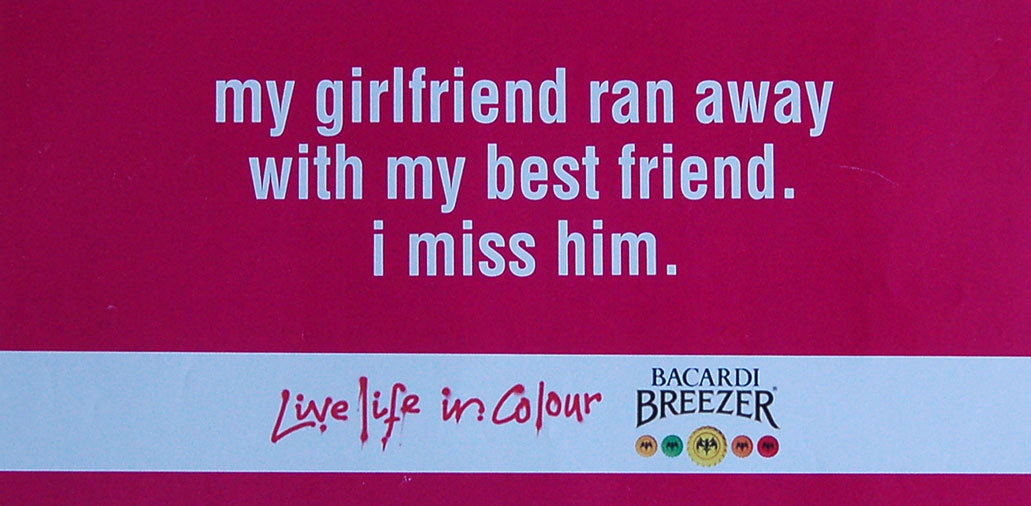 my girlfriend ran away
with my best friend.
i miss him.
Live life in Colour
BACARDI
BREEZER